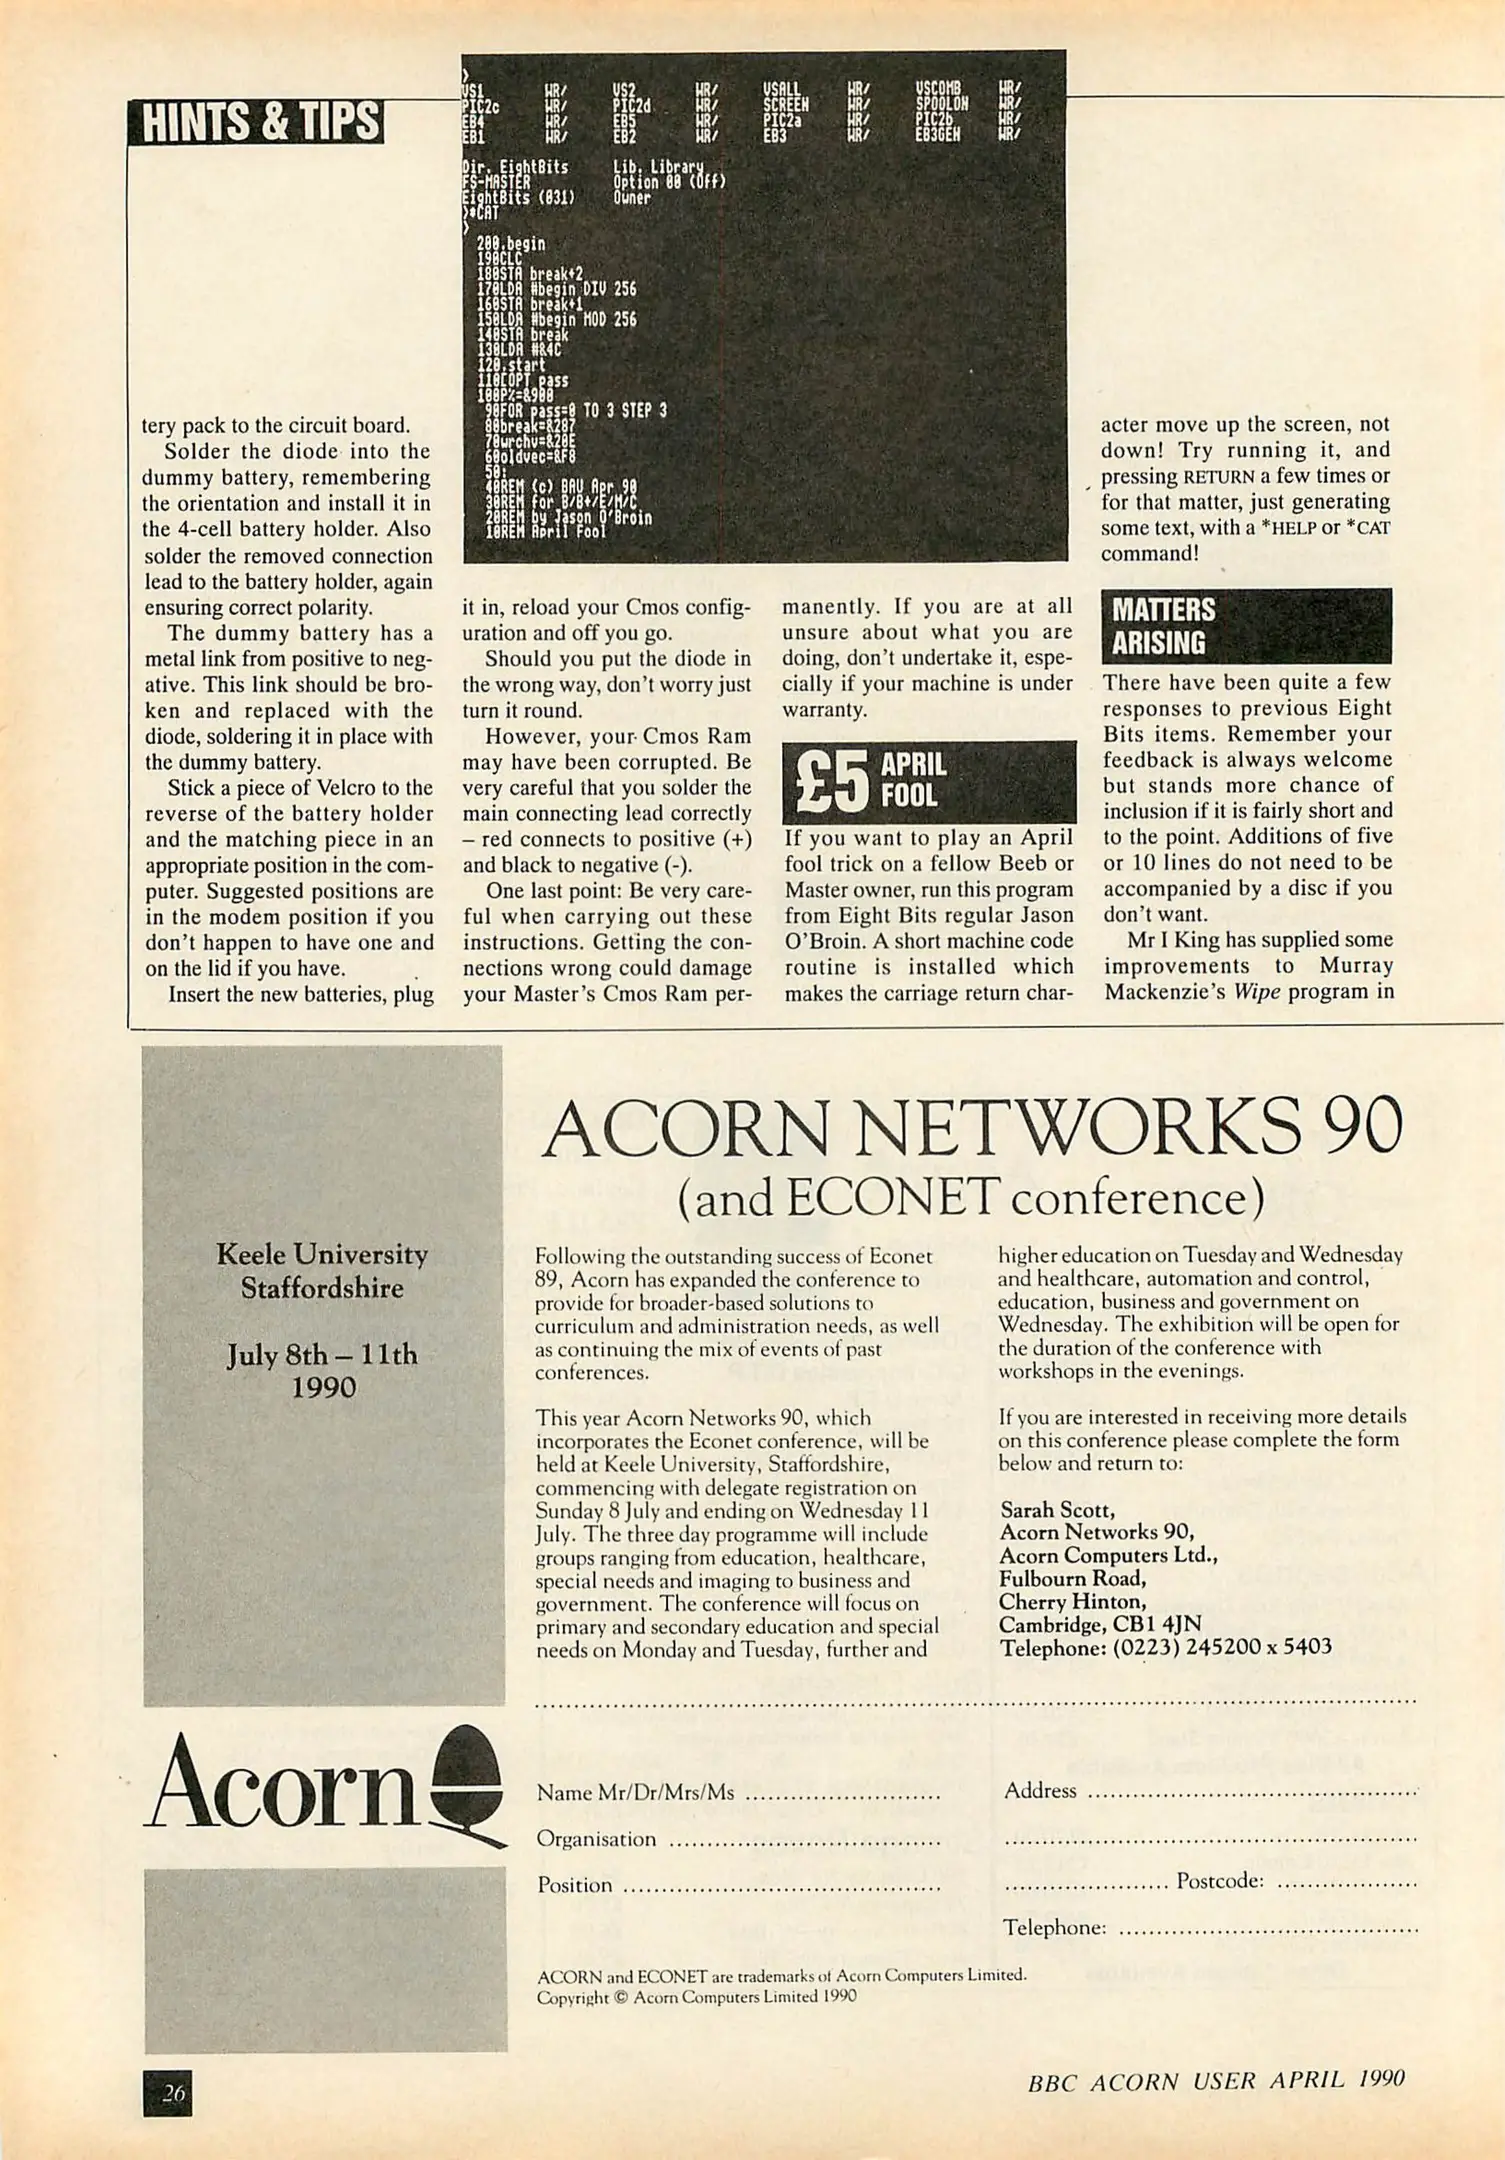 HINTS & TIPS
>
VS1 WR/ VS2 WR/ VSALL WR/ VSCOMB WR/
PIC2c WR/ PIC2d WR/ SCREEN WR/ SPOOLON WR/
EB4 WR/ EB5 WR/ PIC2a WR/ PIC2b WR/
EB1 WR/ EB2 WR/ EB3 WR/ EB3GEN WR/
Dir. EightBits Lib. Library
FS-MASTER Option 00 (Off)
EightBits (031) Owner
>*CAT
>
200.begin
190CLC
180STA break+2
170LDA #begin DIV 256
160STA break+1
150LDA #begin MOD 256
140STA break
130LDA #&4C
120.start
110[OPT pass
100P%=&900
90FOR pass=0 TO 3 STEP 3
80break=&287
70wrchv=&20E
60oldvec=&F8
50:
40REM (c) BAU Apr 90
30REM for B/B+/E/M/C
20REM by Jason O'Broin
10REM April Fool
tery pack to the circuit board.
Solder the diode into the
dummy battery, remembering
the orientation and install it in
the 4-cell battery holder. Also
solder the removed connection
lead to the battery holder, again
ensuring correct polarity.
The dummy battery has a
metal link from positive to neg-
ative. This link should be bro-
ken and replaced with the
diode, soldering it in place with
the dummy battery.
Stick a piece of Velcro to the
reverse of the battery holder
and the matching piece in an
appropriate position in the com-
puter. Suggested positions are
in the modem position if you
don't happen to have one and
on the lid if you have.
Insert the new batteries, plug
it in, reload your Cmos config-
uration and off you go.
Should you put the diode in
the wrong way, don't worry just
turn it round.
However, your Cmos Ram
may have been corrupted. Be
very careful that you solder the
main connecting lead correctly
– red connects to positive (+)
and black to negative (-).
One last point: Be very care-
ful when carrying out these
instructions. Getting the con-
nections wrong could damage
your Master's Cmos Ram per-
manently. If you are at all
unsure about what you are
doing, don't undertake it, espe-
cially if your machine is under
warranty.
£5 APRIL
FOOL
If you want to play an April
fool trick on a fellow Beeb or
Master owner, run this program
from Eight Bits regular Jason
O'Broin. A short machine code
routine is installed which
makes the carriage return char-
acter move up the screen, not
down! Try running it, and
pressing RETURN a few times or
for that matter, just generating
some text, with a *HELP or *CAT
command!
MATTERS
ARISING
There have been quite a few
responses to previous Eight
Bits items. Remember your
feedback is always welcome
but stands more chance of
inclusion if it is fairly short and
to the point. Additions of five
or 10 lines do not need to be
accompanied by a disc if you
don't want.
Mr I King has supplied some
improvements to Murray
Mackenzie's Wipe program in
Keele University
Staffordshire
July 8th – 11th
1990
ACORN NETWORKS 90
(and ECONET conference)
Following the outstanding success of Econet
89, Acorn has expanded the conference to
provide for broader-based solutions to
curriculum and administration needs, as well
as continuing the mix of events of past
conferences.
This year Acorn Networks 90, which
incorporates the Econet conference, will be
held at Keele University, Staffordshire,
commencing with delegate registration on
Sunday 8 July and ending on Wednesday 11
July. The three day programme will include
groups ranging from education, healthcare,
special needs and imaging to business and
government. The conference will focus on
primary and secondary education and special
needs on Monday and Tuesday, further and
higher education on Tuesday and Wednesday
and healthcare, automation and control,
education, business and government on
Wednesday. The exhibition will be open for
the duration of the conference with
workshops in the evenings.
If you are interested in receiving more details
on this conference please complete the form
below and return to:
Sarah Scott,
Acorn Networks 90,
Acorn Computers Ltd.,
Fulbourn Road,
Cherry Hinton,
Cambridge, CB1 4JN
Telephone: (0223) 245200 x 5403
Acorn
Name Mr/Dr/Mrs/Ms
Organisation
Position
Address
Postcode:
Telephone:
ACORN and ECONET are trademarks of Acorn Computers Limited.
Copyright © Acorn Computers Limited 1990
26
BBC ACORN USER APRIL 1990